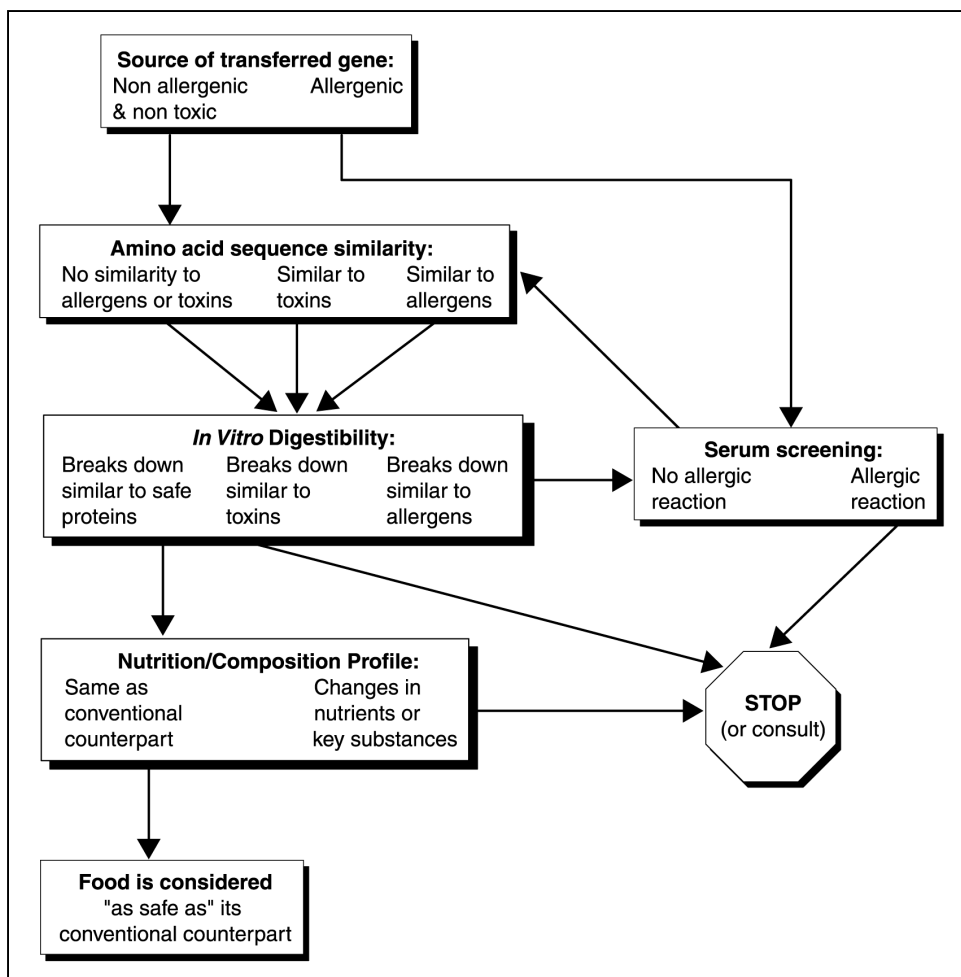 Source of transferred gene:
Non allergenic
& non toxic
Allergenic
Amino acid sequence similarity:
No similarity to
allergens or toxins
Similar to
toxins
Similar to
allergens
In Vitro Digestibility:
Breaks down
similar to safe
proteins
Breaks down
similar to
toxins
Breaks down
similar to
allergens
Serum screening:
No allergic
reaction
Allergic
reaction
Nutrition/Composition Profile:
Same as
conventional
counterpart
Changes in
nutrients or
key substances
STOP
(or consult)
Food is considered
"as safe as" its
conventional counterpart